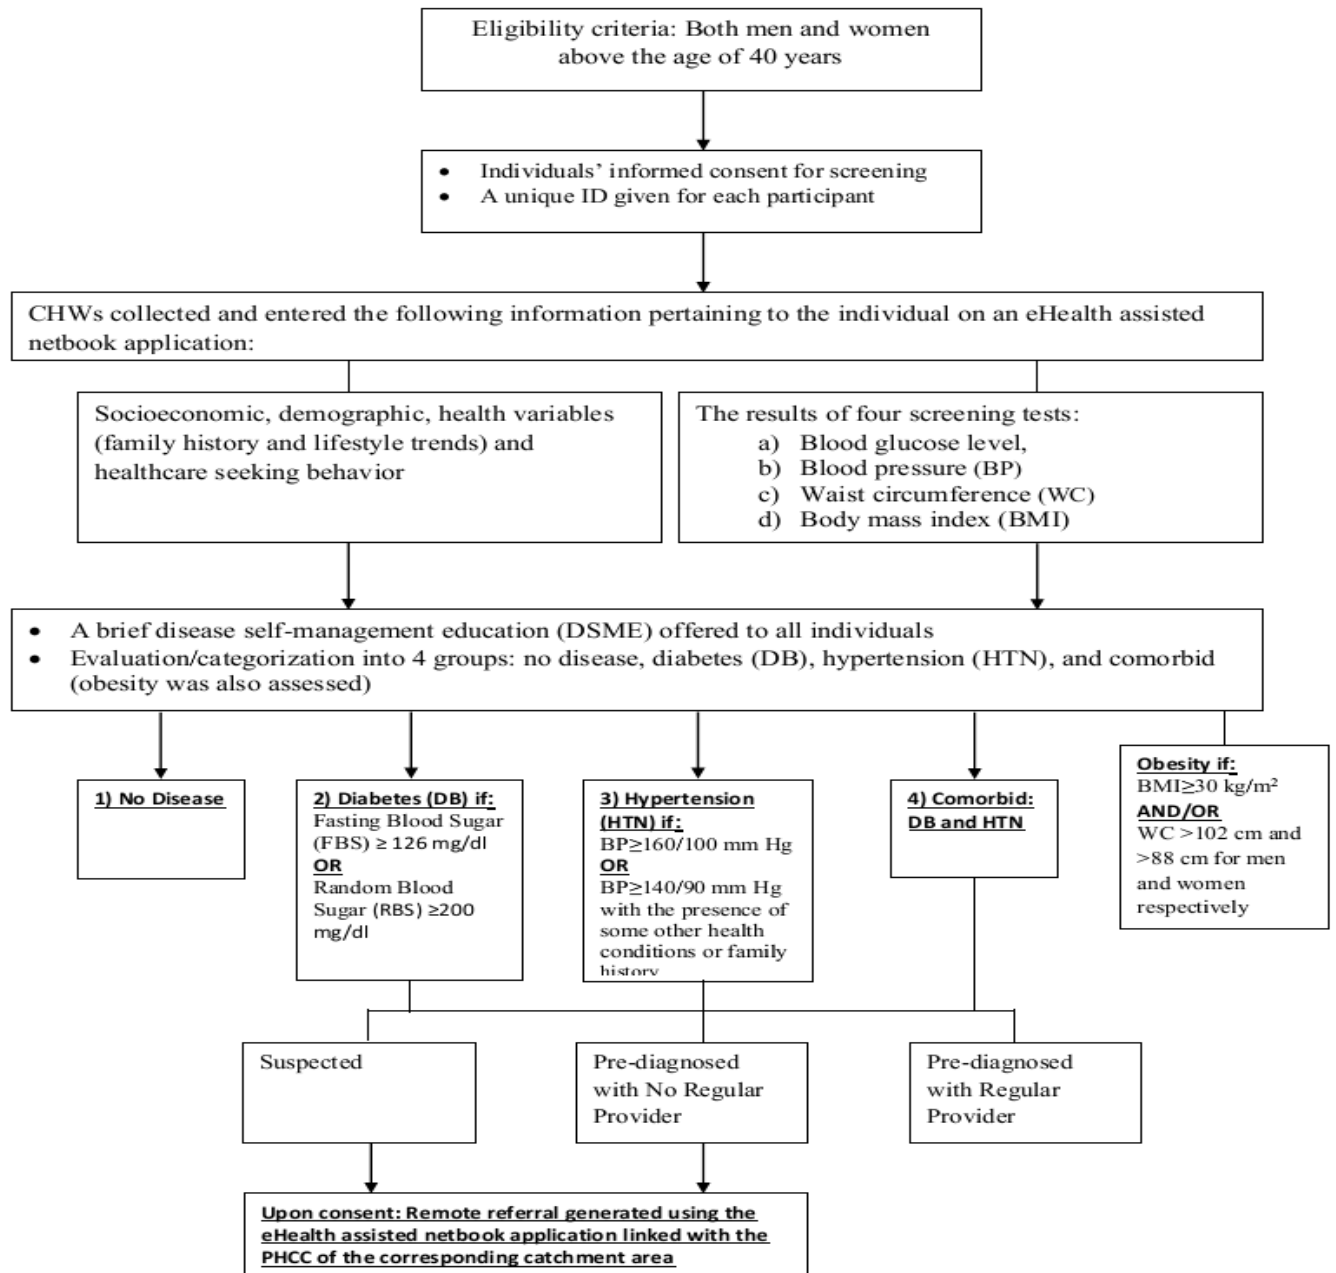 Eligibility criteria: Both men and women
above the age of 40 years
• Individuals’ informed consent for screening
• A unique ID given for each participant
CHWs collected and entered the following information pertaining to the individual on an eHealth assisted
netbook application:
Socioeconomic, demographic, health variables
(family history and lifestyle trends) and
healthcare seeking behavior
The results of four screening tests:
a) Blood glucose level,
b) Blood pressure (BP)
c) Waist circumference (WC)
d) Body mass index (BMI)
• A brief disease self-management education (DSME) offered to all individuals
• Evaluation/categorization into 4 groups: no disease, diabetes (DB), hypertension (HTN), and comorbid
(obesity was also assessed)
1) No Disease
2) Diabetes (DB) if:
Fasting Blood Sugar
(FBS) ≥ 126 mg/dl
OR
Random Blood
Sugar (RBS) ≥200
mg/dl
3) Hypertension
(HTN) if:
BP≥160/100 mm Hg
OR
BP≥140/90 mm Hg
with the presence of
some other health
conditions or family
history
4) Comorbid:
DB and HTN
Obesity if:
BMI≥30 kg/m²
AND/OR
WC >102 cm and
>88 cm for men
and women
respectively
Suspected
Pre-diagnosed
with No Regular
Provider
Pre-diagnosed
with Regular
Provider
Upon consent: Remote referral generated using the
eHealth assisted netbook application linked with the
PHCC of the corresponding catchment area